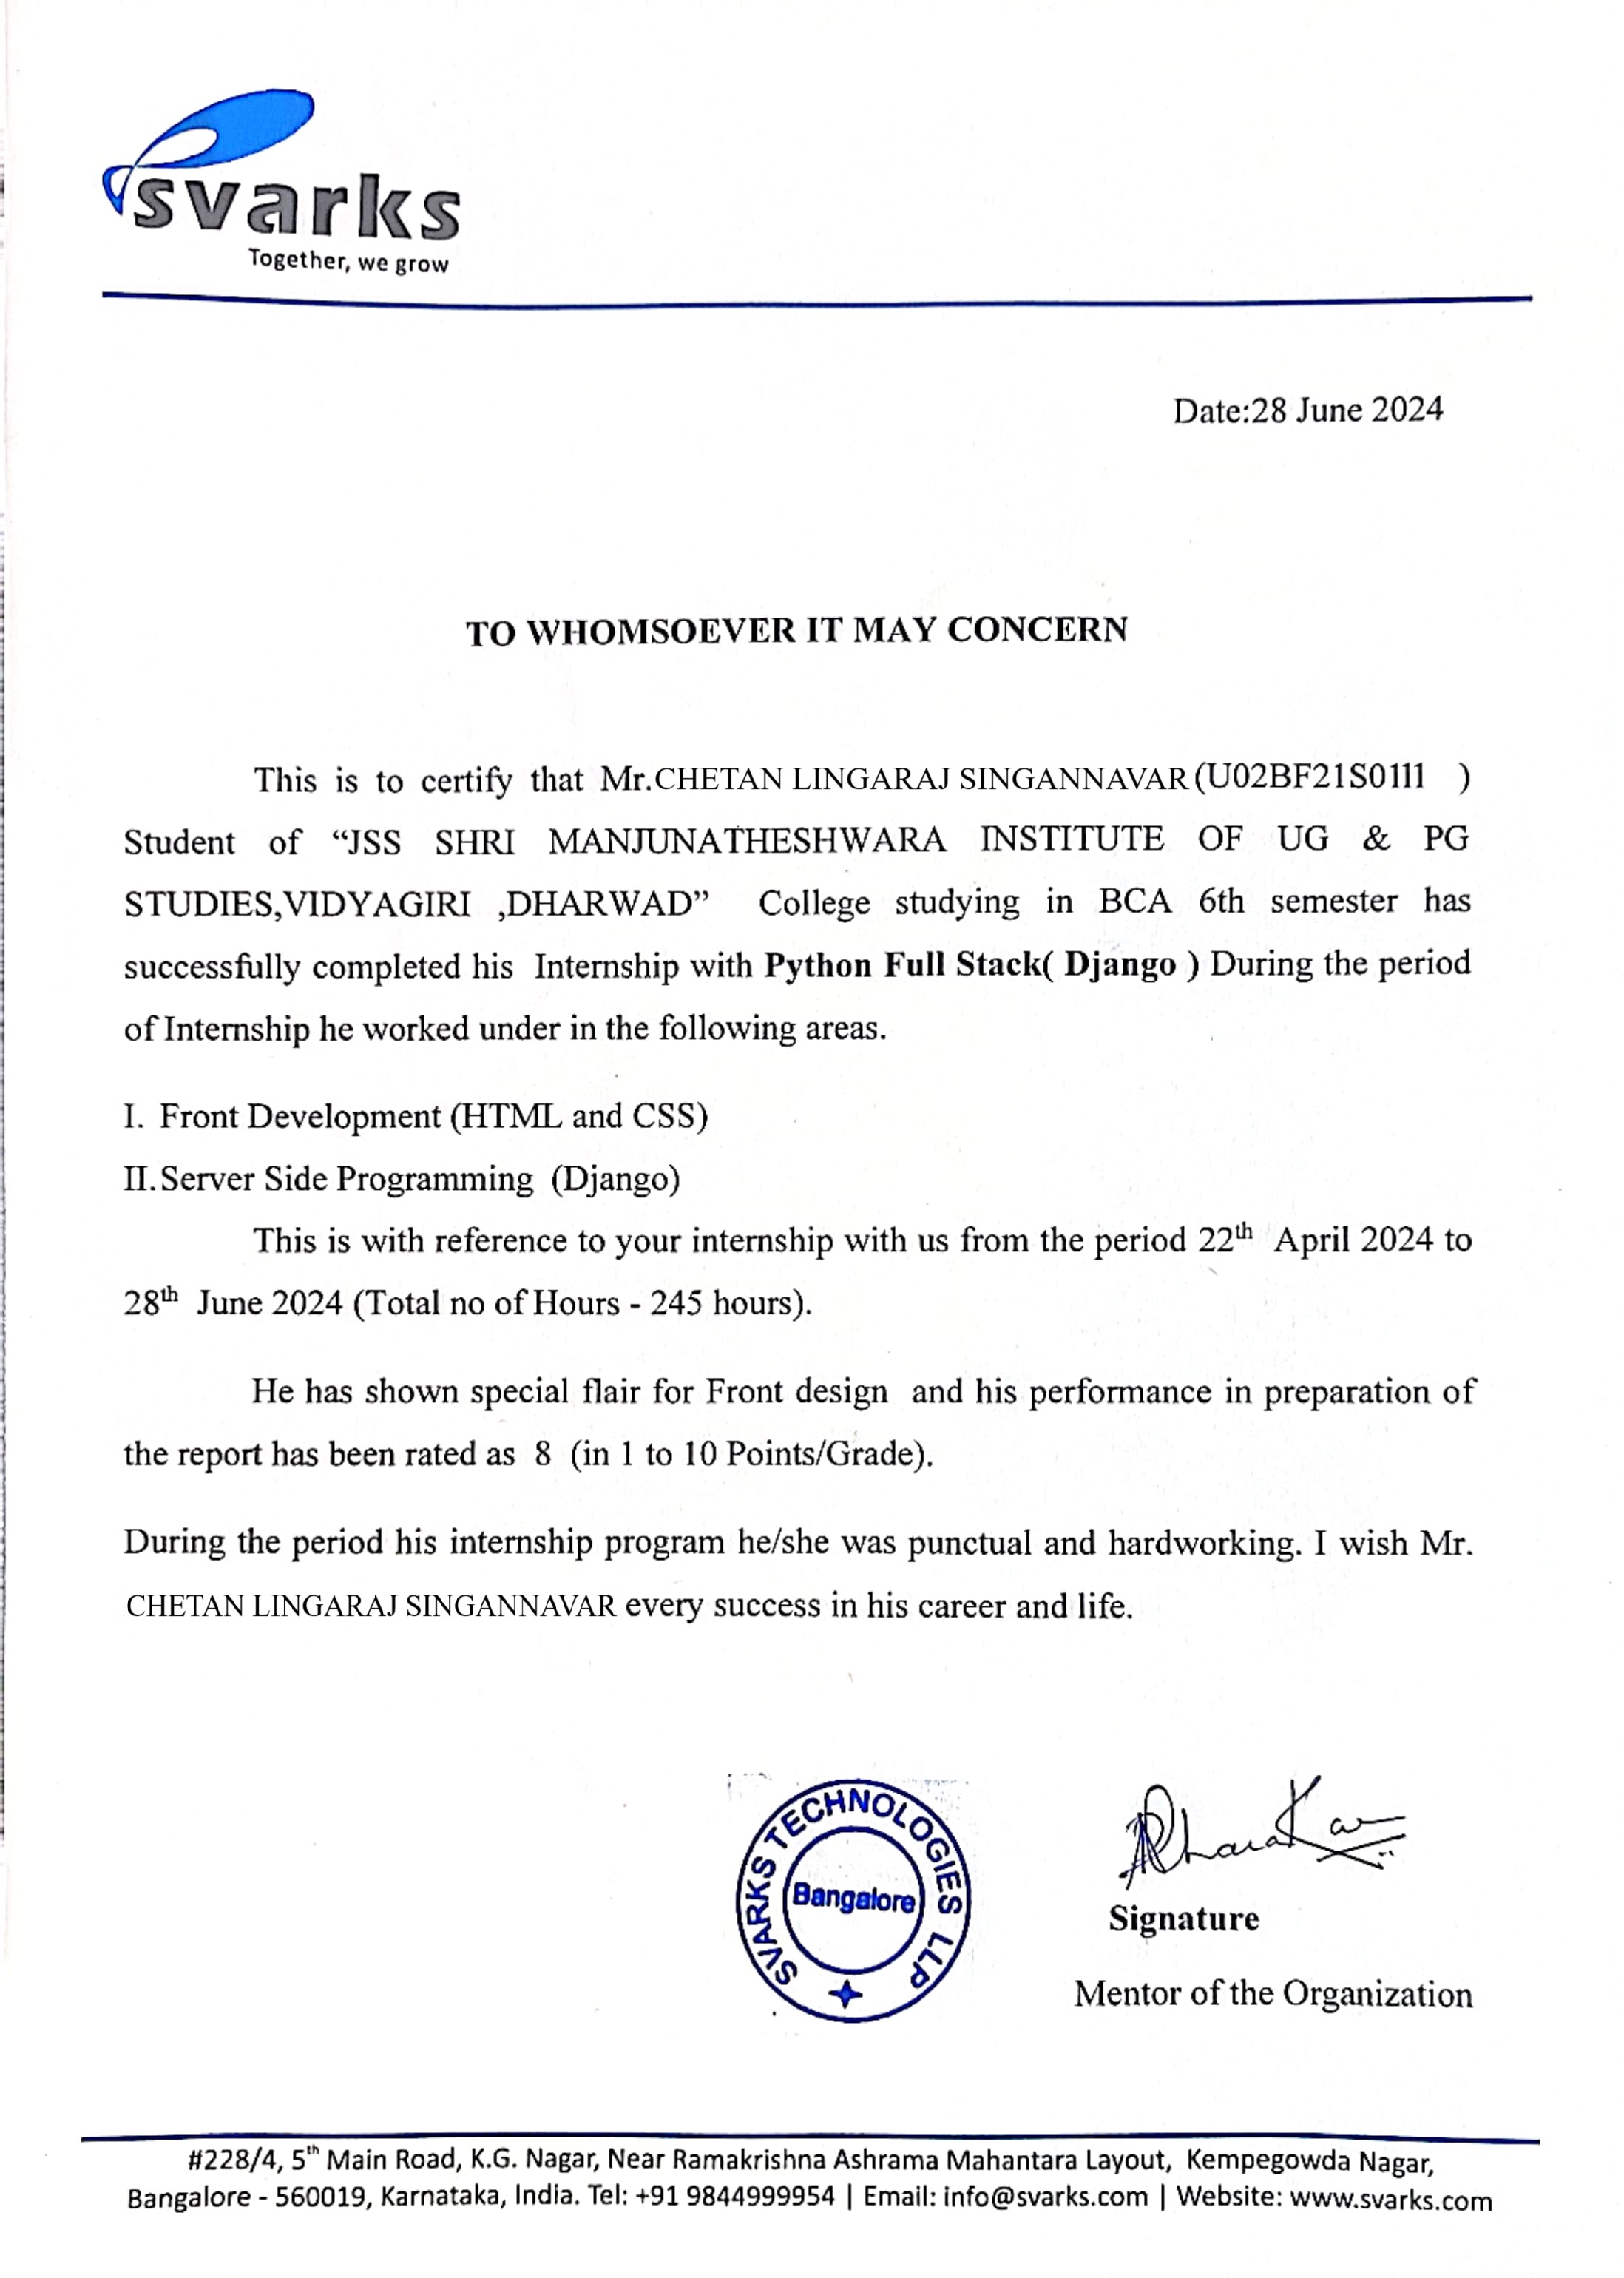 svarks
Together, we grow
Date:28 June 2024
TO WHOMSOEVER IT MAY CONCERN
This is to certify that Mr.CHETAN LINGARAJ SINGANNAVAR(U02BF21S0111 )
Student of “JSS SHRI MANJUNATHESHWARA INSTITUTE OF UG & PG
STUDIES,VIDYAGIRI ,DHARWAD” College studying in BCA 6th semester has
successfully completed his Internship with Python Full Stack( Django ) During the period
of Internship he worked under in the following areas.
I. Front Development (HTML and CSS)
II. Server Side Programming (Django)
This is with reference to your internship with us from the period 22th April 2024 to
28th June 2024 (Total no of Hours - 245 hours).
He has shown special flair for Front design and his performance in preparation of
the report has been rated as 8 (in 1 to 10 Points/Grade).
During the period his internship program he/she was punctual and hardworking. I wish Mr.
CHETAN LINGARAJ SINGANNAVAR every success in his career and life.
SVARKS TECHNOLOGIES LLP
Bangalore
Signature
Mentor of the Organization
#228/4, 5th Main Road, K.G. Nagar, Near Ramakrishna Ashrama Mahantara Layout, Kempegowda Nagar,
Bangalore - 560019, Karnataka, India. Tel: +91 9844999954 | Email: info@svarks.com | Website: www.svarks.com